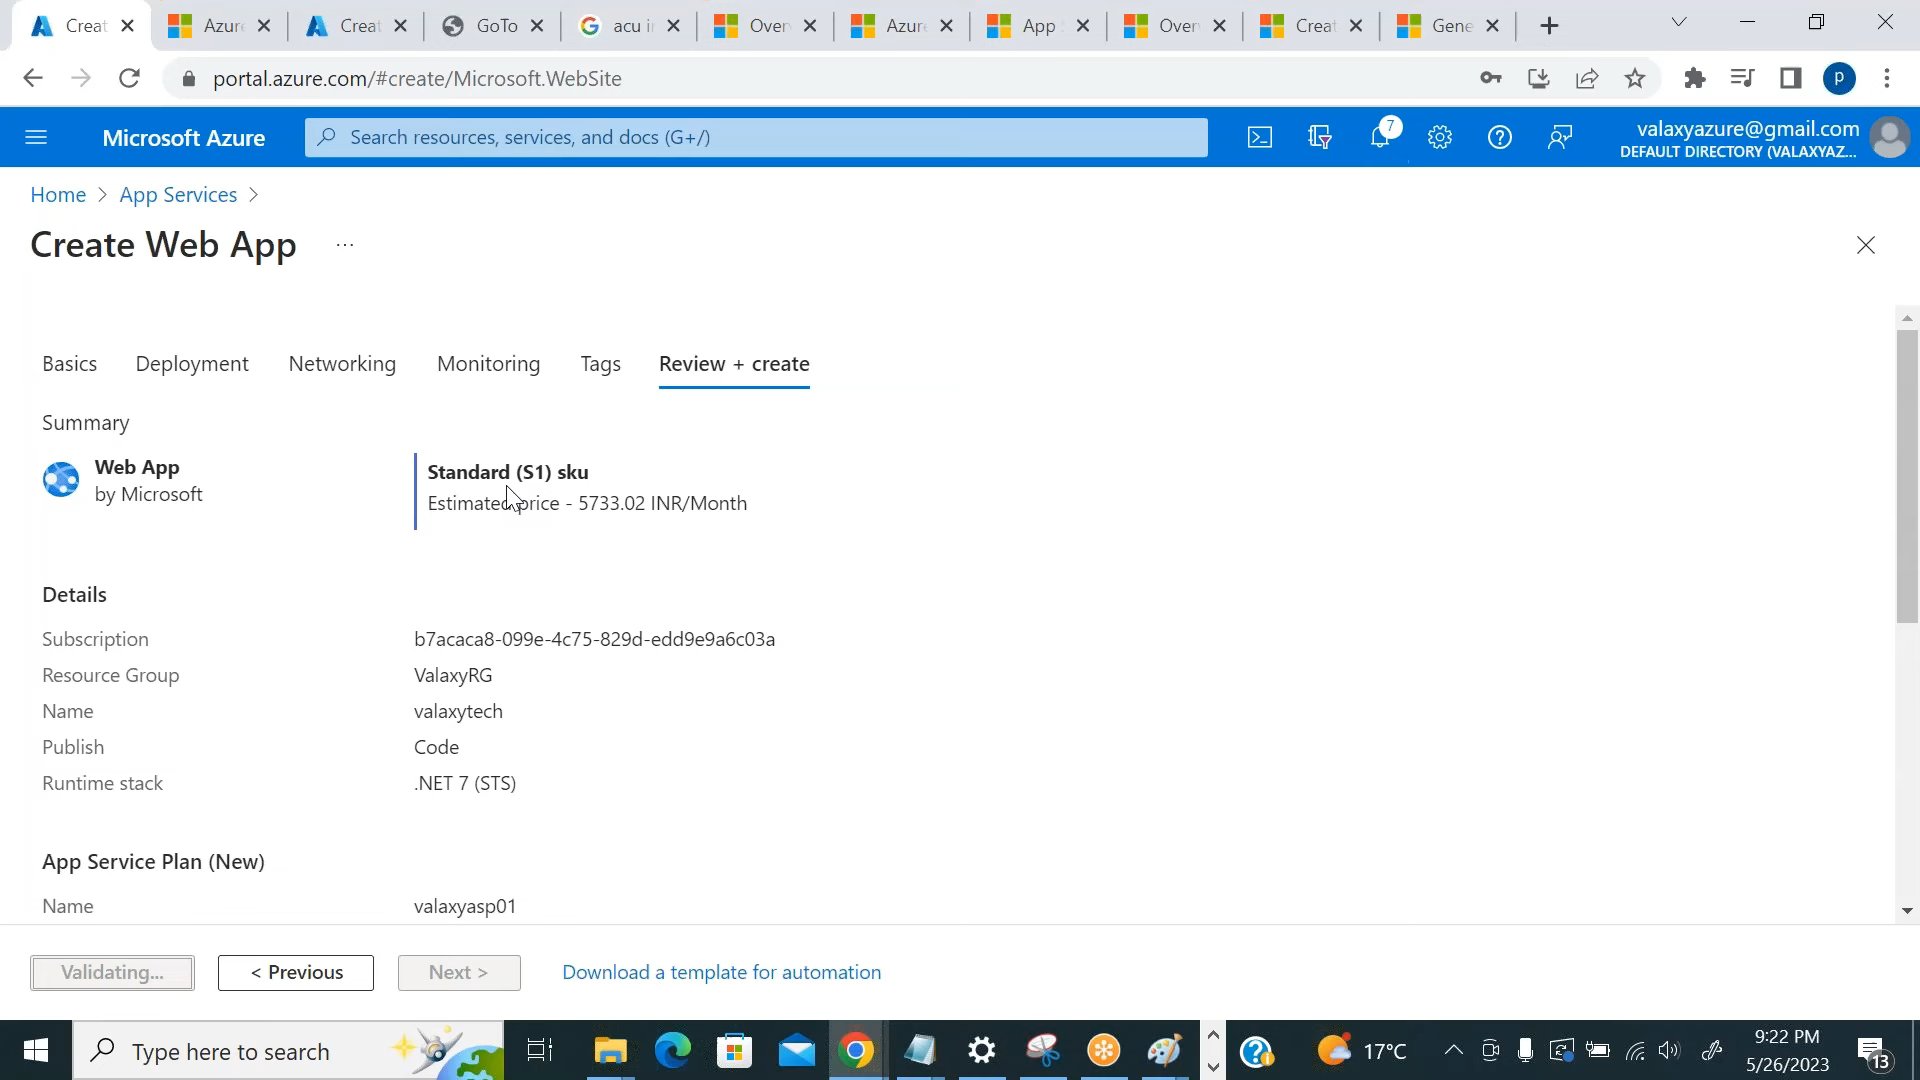 Creat
Azure
Creat
GoTo
acu i
Over
Azure
App
Over
Creat
Gene
portal.azure.com/#create/Microsoft.WebSite
P
Microsoft Azure
Search resources, services, and docs (G+/)
7
valaxyazure@gmail.com
DEFAULT DIRECTORY (VALAXYAZ...
Home > App Services >
Create Web App ...
Basics Deployment Networking Monitoring Tags Review + create
Summary
Web App
by Microsoft
Standard (S1) sku
Estimated price - 5733.02 INR/Month
Details
Subscription b7acaca8-099e-4c75-829d-edd9e9a6c03a
Resource Group ValaxyRG
Name valaxytech
Publish Code
Runtime stack .NET 7 (STS)
App Service Plan (New)
Name valaxyasp01
Validating... < Previous Next > Download a template for automation
Type here to search
17°C
9:22 PM
5/26/2023
13